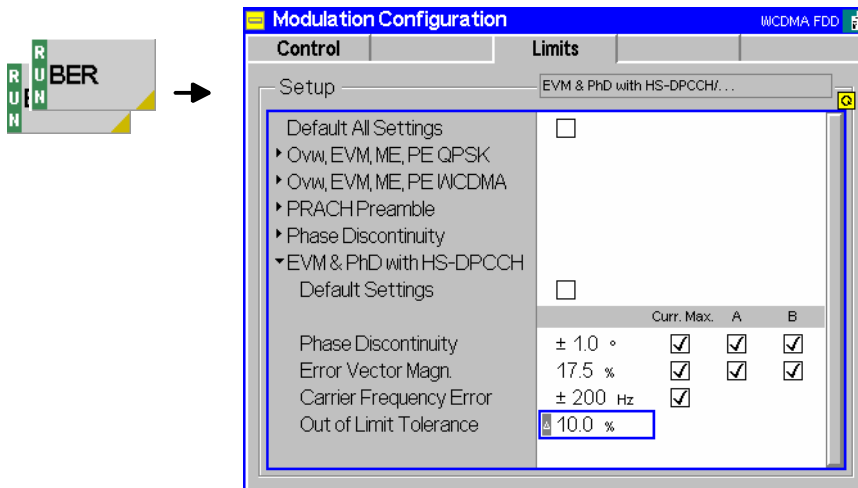 RUN
BER
RUN
Modulation Configuration WCDMA FDD
Control Limits
Setup EVM & PhD with HS-DPCCH/. . .
Default All Settings
Ovw, EVM, ME, PE QPSK
Ovw, EVM, ME, PE WCDMA
PRACH Preamble
Phase Discontinuity
EVM & PhD with HS-DPCCH
Default Settings
Curr. Max. A B
Phase Discontinuity ± 1.0 °
Error Vector Magn. 17.5 %
Carrier Frequency Error ± 200 Hz
Out of Limit Tolerance 10.0 %